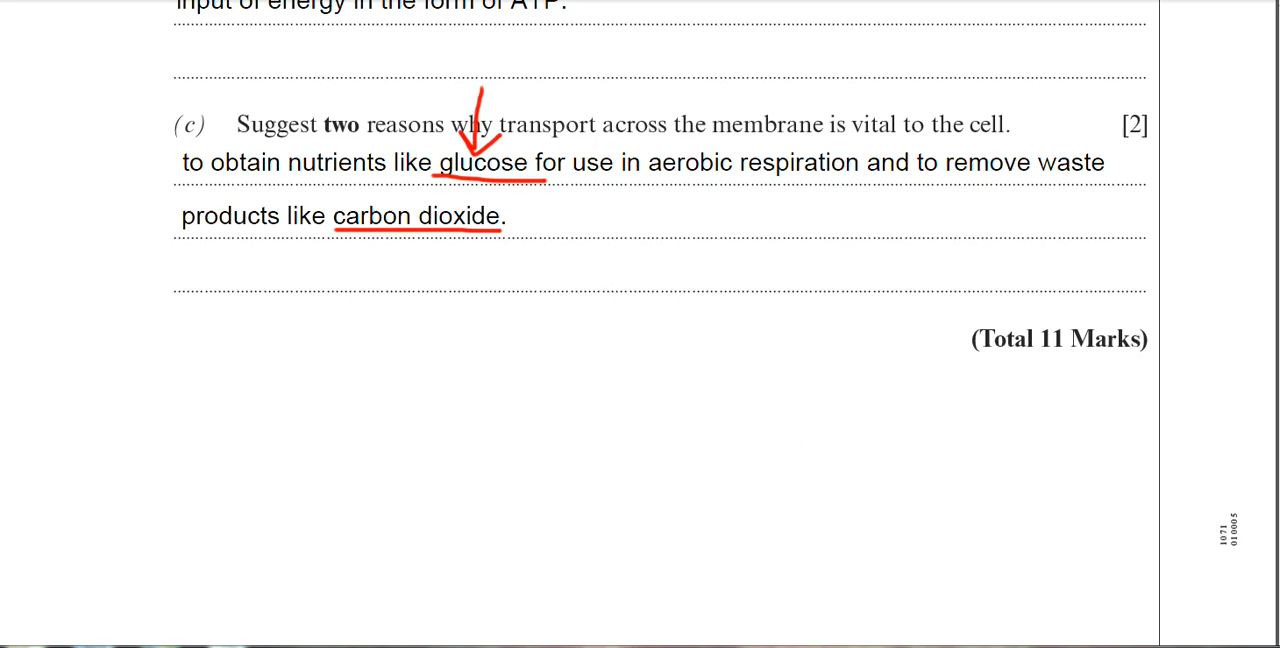 input of energy in the form of ATP.
(c) Suggest two reasons why transport across the membrane is vital to the cell. [2]
to obtain nutrients like glucose for use in aerobic respiration and to remove waste
products like carbon dioxide.
(Total 11 Marks)
1071
010005